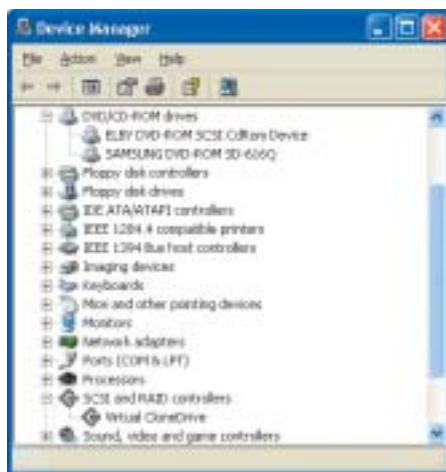 Device Manager
File Action View Help
DVD/CD-ROM drives
ELBY DVD-ROM SCSI CdRom Device
SAMSUNG DVD-ROM SD-616Q
Floppy disk controllers
Floppy disk drives
IDE ATA/ATAPI controllers
IEEE 1284.4 compatible printers
IEEE 1394 Bus host controllers
Imaging devices
Keyboards
Mice and other pointing devices
Monitors
Network adapters
Ports (COM & LPT)
Processors
SCSI and RAID controllers
Virtual CloneDrive
Sound, video and game controllers